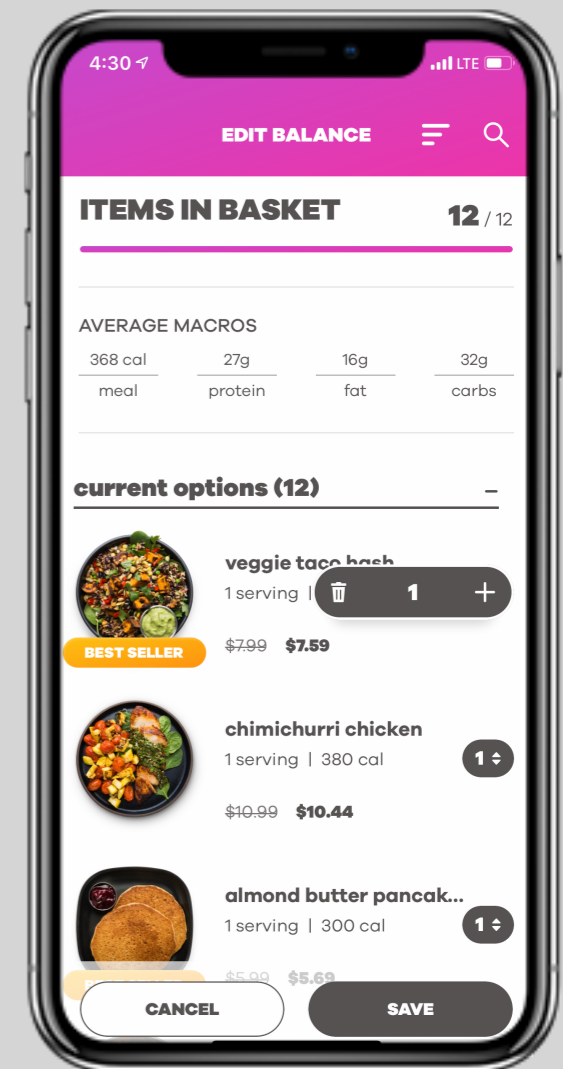 4:30
LTE
EDIT BALANCE
ITEMS IN BASKET
12 / 12
AVERAGE MACROS
368 cal 27g 16g 32g
meal protein fat carbs
current options (12)
veggie taco hash
1 serving |
1
BEST SELLER
$7.99 $7.59
chimichurri chicken
1 serving | 380 cal
1
$10.99 $10.44
almond butter pancak...
1 serving | 300 cal
1
$5.99 $5.69
CANCEL
SAVE